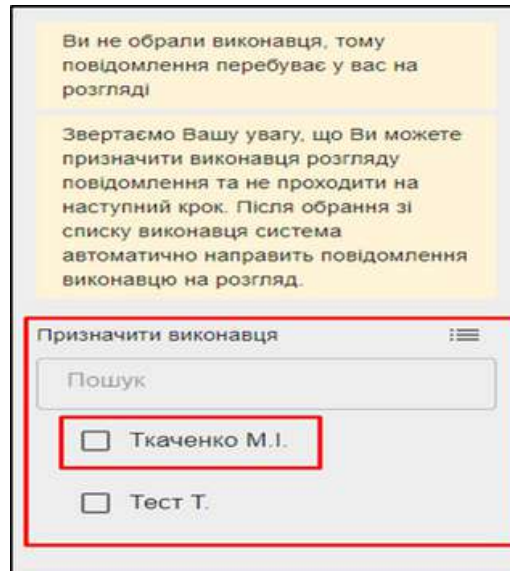 Ви не обрали виконавця, тому
повідомлення перебуває у вас на
розгляді
Звертаємо Вашу увагу, що Ви можете
призначити виконавця розгляду
повідомлення та не проходити на
наступний крок. Після обрання зі
списку виконавця система
автоматично направить повідомлення
виконавцю на розгляд.
Призначити виконавця
Пошук
Ткаченко М.І.
Тест Т.